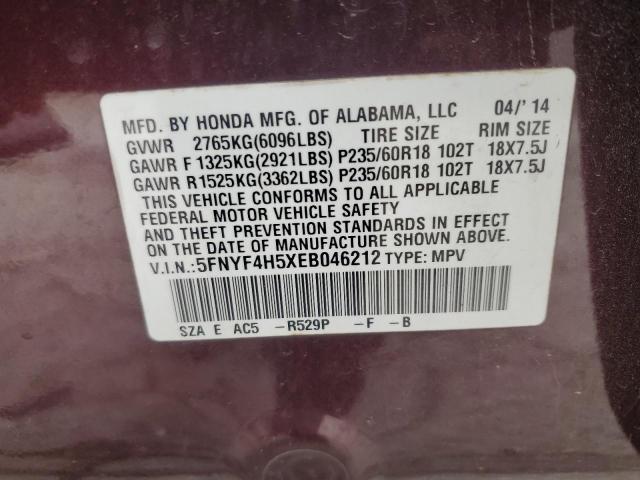 MFD. BY HONDA MFG. OF ALABAMA, LLC 04/'14
GVWR 2765KG(6096LBS) TIRE SIZE RIM SIZE
GAWR F 1325KG(2921LBS) P235/60R18 102T 18X7.5J
GAWR R1525KG(3362LBS) P235/60R18 102T 18X7.5J
THIS VEHICLE CONFORMS TO ALL APPLICABLE
FEDERAL MOTOR VEHICLE SAFETY
AND THEFT PREVENTION STANDARDS IN EFFECT
ON THE DATE OF MANUFACTURE SHOWN ABOVE.
V.I.N.:5FNYF4H5XEB046212 TYPE: MPV
SZA E AC5 -R529P -F -B